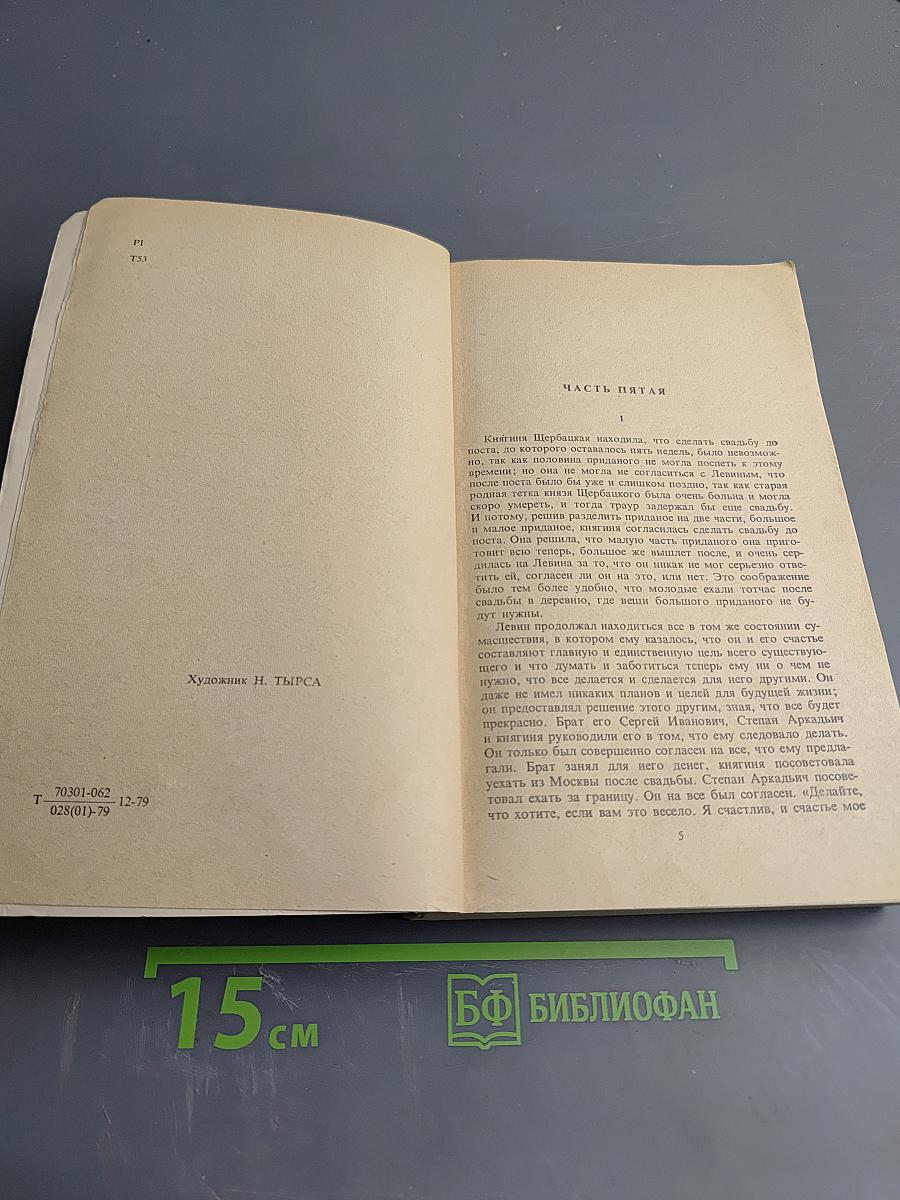 Р1
Т53
Художник Н. ТЫРСА
Т 70301-062 12-79
028(01)-79
ЧАСТЬ ПЯТАЯ
I
Княгиня Щербацкая находила, что сделать свадьбу до
поста, до которого оставалось пять недель, было невозмож-
но, так как половина приданого не могла поспеть к этому
времени; но она не могла не согласиться с Левиным, что
после поста было бы уже и слишком поздно, так как старая
родная тетка князя Щербацкого была очень больна и могла
скоро умереть, и тогда траур задержал бы еще свадьбу.
И потому, решив разделить приданое на две части, большое
и малое приданое, княгиня согласилась сделать свадьбу до
поста. Она решила, что малую часть приданого она приго-
товит всю теперь, большое же вышлет после, и очень сер-
дилась на Левина за то, что он никак не мог серьезно отве-
тить ей, согласен ли он на это, или нет. Это соображение
было тем более удобно, что молодые ехали тотчас после
свадьбы в деревню, где вещи большого приданого не бу-
дут нужны.
Левин продолжал находиться все в том же состоянии су-
масшествия, в котором ему казалось, что он и его счастье
составляют главную и единственную цель всего существую-
щего и что думать и заботиться теперь ему ни о чем не
нужно, что все делается и сделается для него другими. Он
даже не имел никаких планов и целей для будущей жизни;
он предоставлял решение этого другим, зная, что все будет
прекрасно. Брат его Сергей Иванович, Степан Аркадьич
и княгиня руководили его в том, что ему следовало делать.
Он только был совершенно согласен на все, что ему предла-
гали. Брат занял для него денег, княгиня посоветовала
уехать из Москвы после свадьбы. Степан Аркадьич посове-
товал ехать за границу. Он на все был согласен. «Делайте,
что хотите, если вам это весело. Я счастлив, и счастье мое
5
15 см
БФ БИБЛИОФАН